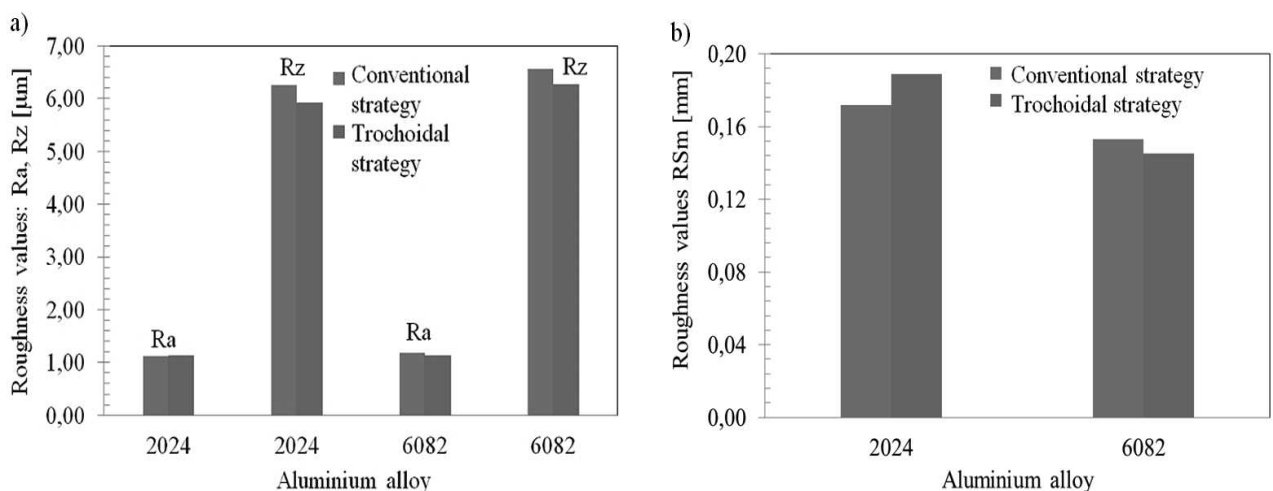 a)
Roughness values: Ra, Rz [µm]
7,00
6,00
5,00
4,00
3,00
2,00
1,00
0,00
Ra
Rz
Ra
Rz
Conventional
strategy
Trochoidal
strategy
2024 2024 6082 6082
Aluminium alloy
b)
Roughness values RSm [mm]
0,20
0,16
0,12
0,08
0,04
0,00
Conventional strategy
Trochoidal strategy
2024 6082
Aluminium alloy